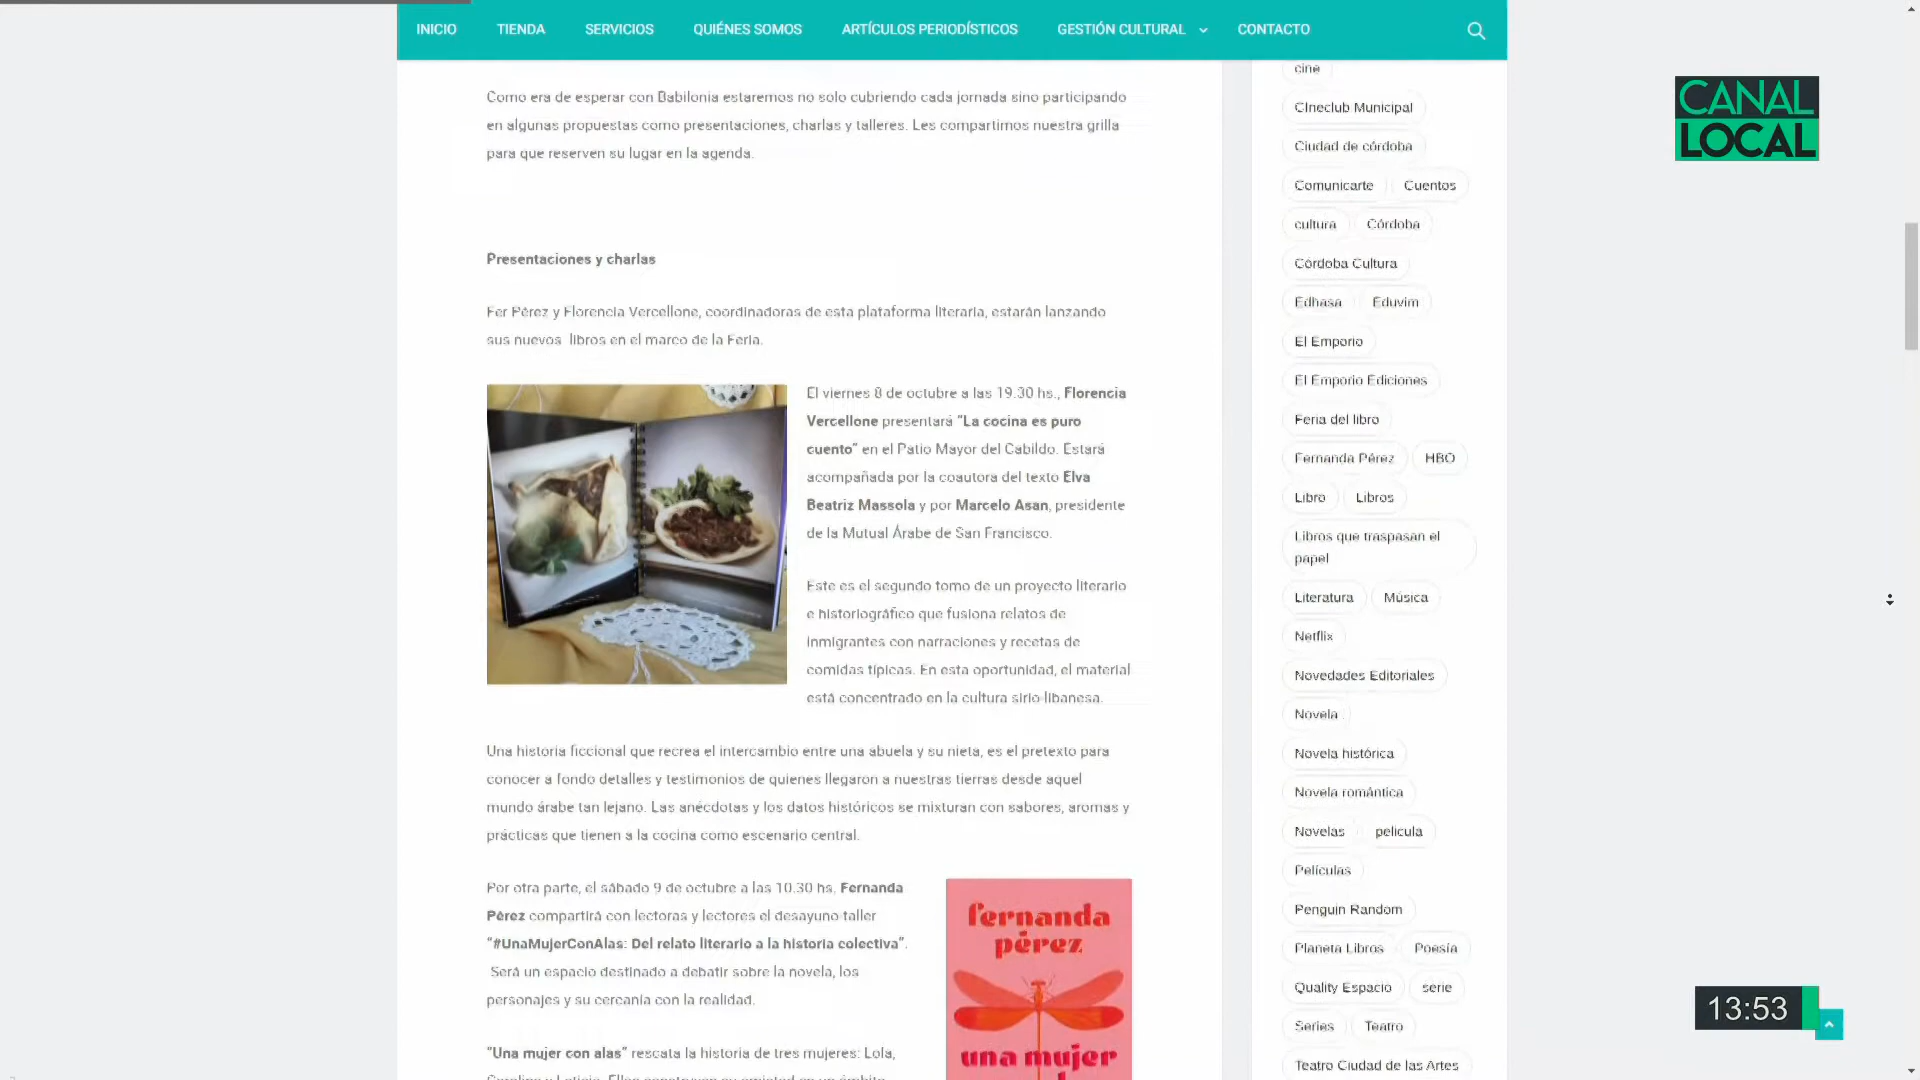 INICIO TIENDA SERVICIOS QUIÉNES SOMOS ARTÍCULOS PERIODÍSTICOS GESTIÓN CULTURAL CONTACTO
Como era de esperar con Babilonia estaremos no solo cubriendo cada jornada sino participando
en algunas propuestas como presentaciones, charlas y talleres. Les compartimos nuestra grilla
para que reserven su lugar en la agenda.
Presentaciones y charlas
Fer Pérez y Florencia Vercellone, coordinadoras de esta plataforma literaria, estarán lanzando
sus nuevos libros en el marco de la Feria.
El viernes 8 de octubre a las 19.30 hs., Florencia
Vercellone presentará “La cocina es puro
cuento” en el Patio Mayor del Cabildo. Estará
acompañada por la coautora del texto Elva
Beatriz Massola y por Marcelo Asan, presidente
de la Mutual Árabe de San Francisco.
Este es el segundo tomo de un proyecto literario
e historiográfico que fusiona relatos de
inmigrantes con narraciones y recetas de
comidas típicas. En esta oportunidad, el material
está concentrado en la cultura sirio-libanesa.
Una historia ficcional que recrea el intercambio entre una abuela y su nieta, es el pretexto para
conocer a fondo detalles y testimonios de quienes llegaron a nuestras tierras desde aquel
mundo árabe tan lejano. Las anécdotas y los datos históricos se mixturan con sabores, aromas y
prácticas que tienen a la cocina como escenario central.
Por otra parte, el sábado 9 de octubre a las 10.30 hs. Fernanda
Pérez compartirá con lectoras y lectores el desayuno-taller
“#UnaMujerConAlas: Del relato literario a la historia colectiva”.
Será un espacio destinado a debatir sobre la novela, los
personajes y su cercanía con la realidad.
“Una mujer con alas” rescata la historia de tres mujeres: Lola,
fernanda
pérez
una mujer
cine
CIneclub Municipal
Ciudad de córdoba
Comunicarte Cuentos
cultura Córdoba
Córdoba Cultura
Edhasa Eduvim
El Emporio
El Emporio Ediciones
Feria del libro
Fernanda Pérez HBO
Libro Libros
Libros que traspasan el
papel
Literatura Música
Netflix
Novedades Editoriales
Novela
Novela histórica
Novela romántica
Novelas pelicula
Películas
Penguin Random
Planeta Libros Poesía
Quality Espacio serie
Series Teatro
Teatro Ciudad de las Artes
CANAL
LOCAL
13:53